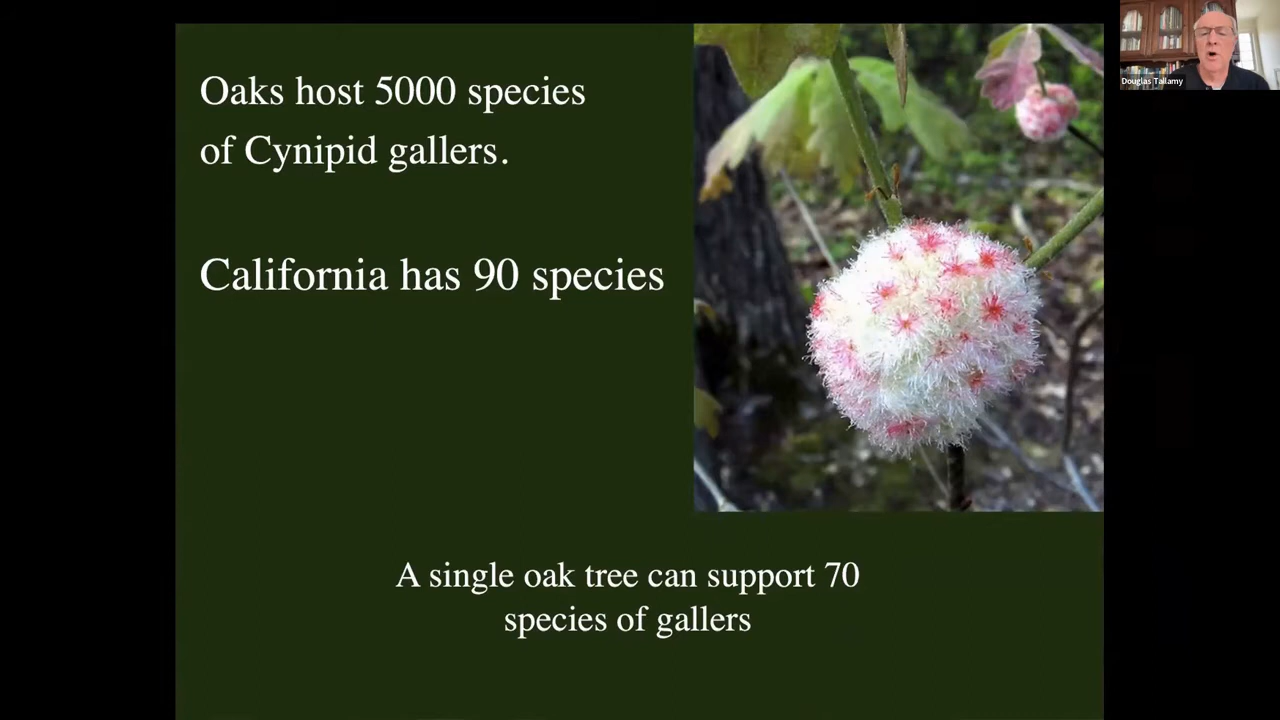 Oaks host 5000 species
of Cynipid gallers.
California has 90 species
A single oak tree can support 70
species of gallers
Douglas Tallamy